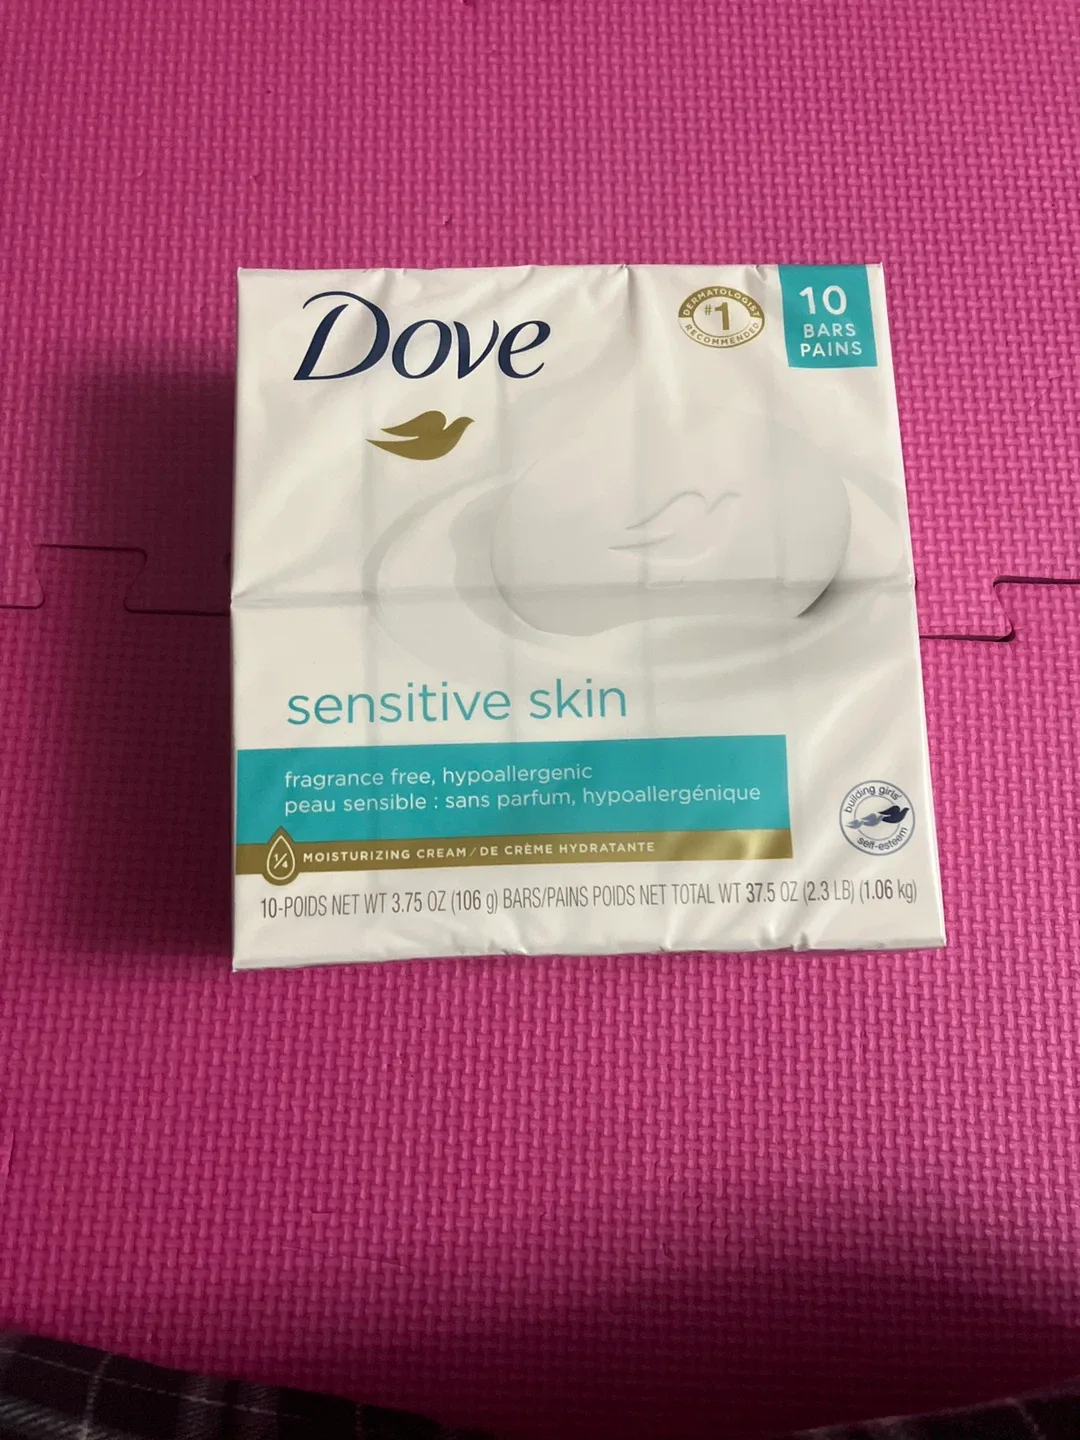 Dove
DERMATOLOGIST
#1
RECOMMENDED
10
BARS
PAINS
sensitive skin
fragrance free, hypoallergenic
peau sensible : sans parfum, hypoallergénique
building girls'
self-esteem
1/4
MOISTURIZING CREAM / DE CRÈME HYDRATANTE
10-POIDS NET WT 3.75 OZ (106 g) BARS/PAINS POIDS NET TOTAL WT 37.5 OZ (2.3 LB) (1.06 kg)